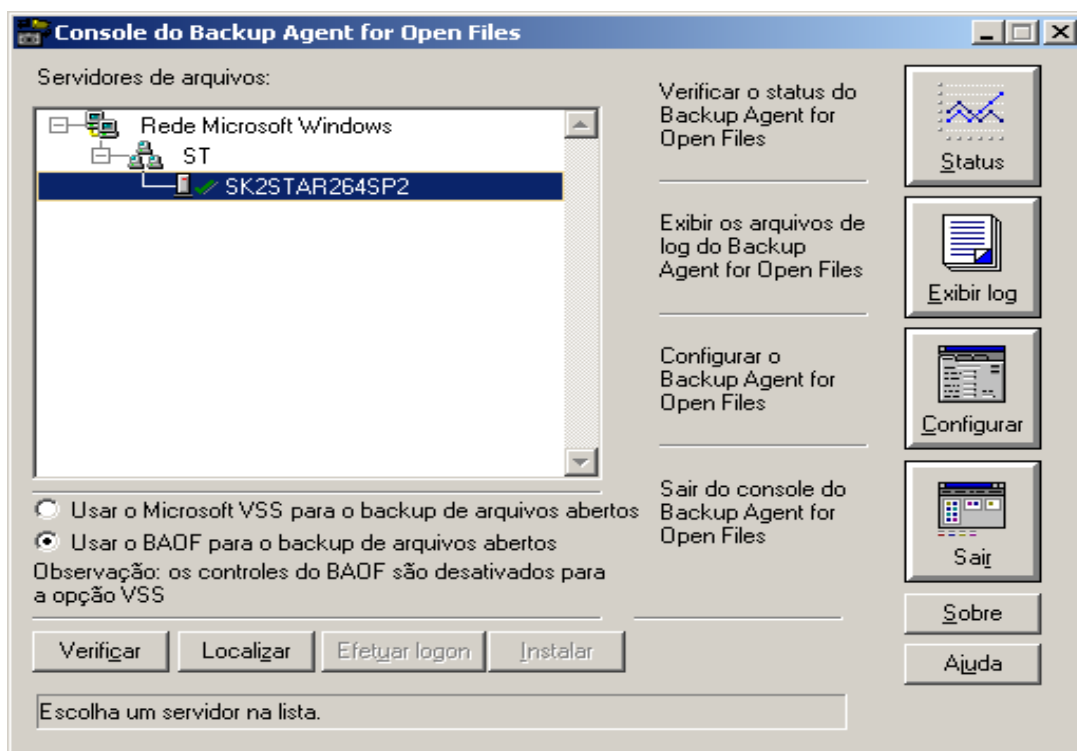 Console do Backup Agent for Open Files
Servidores de arquivos:
Rede Microsoft Windows
ST
SK2STAR264SP2
Verificar o status do
Backup Agent for
Open Files
Status
Exibir os arquivos de
log do Backup
Agent for Open Files
Exibir log
Configurar o
Backup Agent for
Open Files
Configurar
Sair do console do
Backup Agent for
Open Files
Sair
Usar o Microsoft VSS para o backup de arquivos abertos
Usar o BAOF para o backup de arquivos abertos
Observação: os controles do BAOF são desativados para
a opção VSS
Sobre
Ajuda
Verificar
Localizar
Efetuar logon
Instalar
Escolha um servidor na lista.